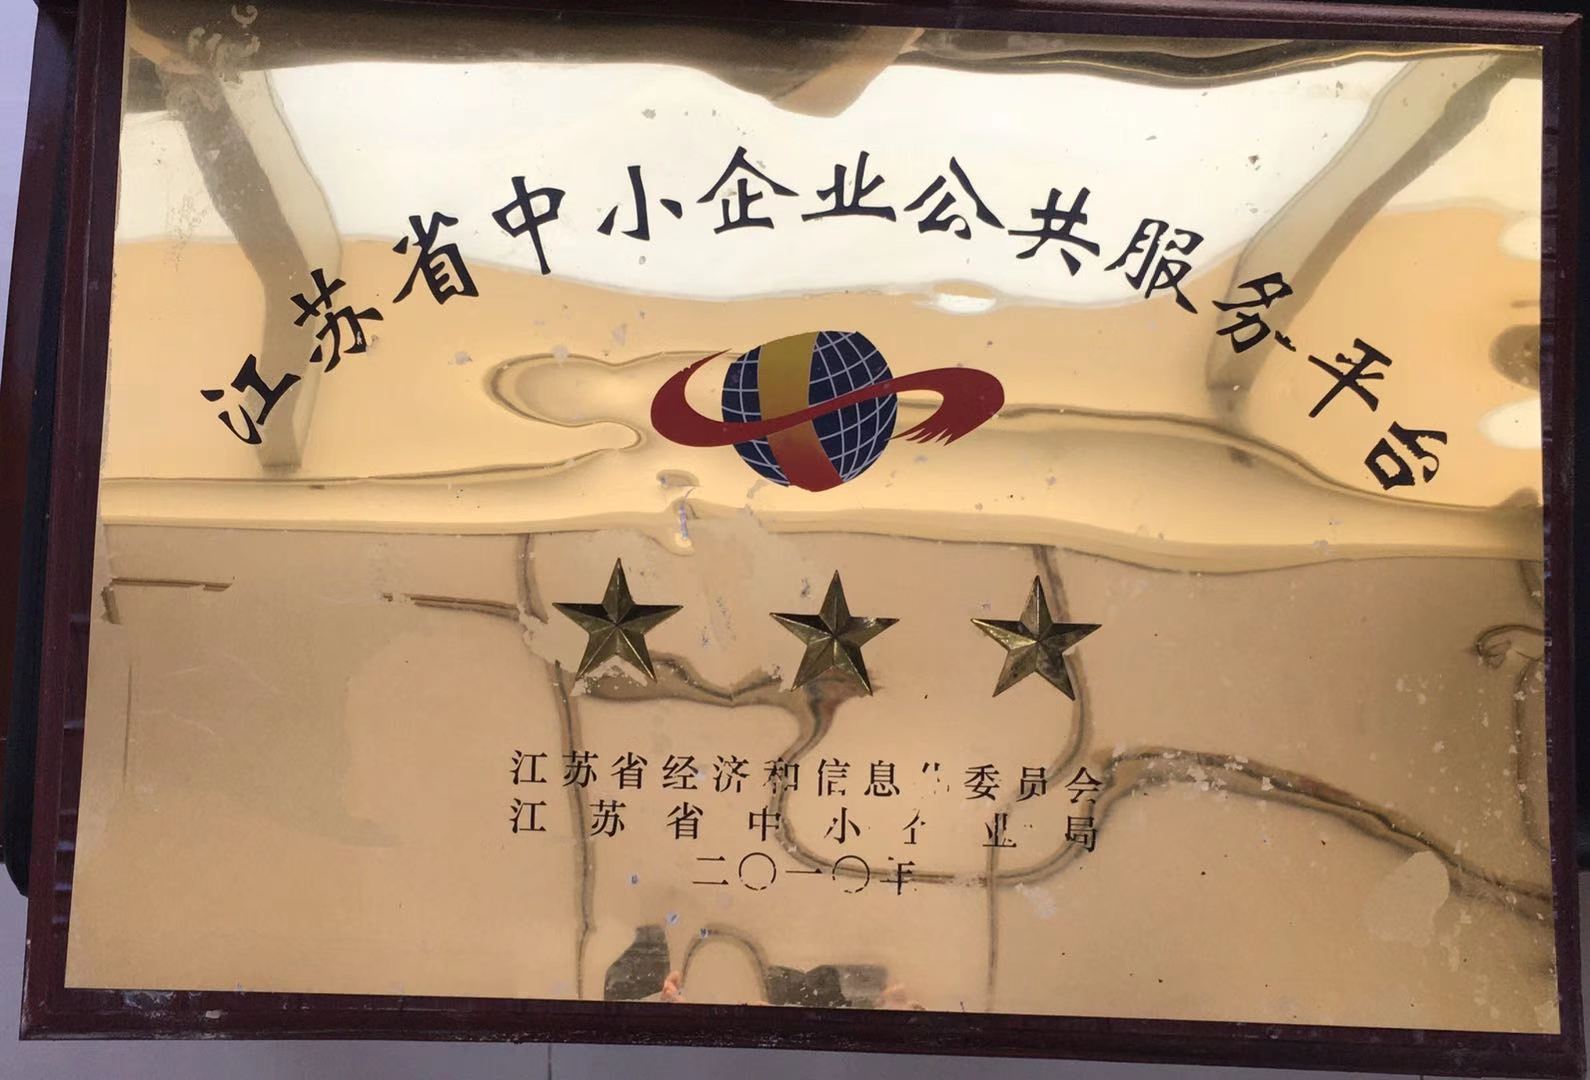 江苏省中小企业公共服务平台
江苏省经济和信息化委员会
江苏省中小企业局
二〇一〇年